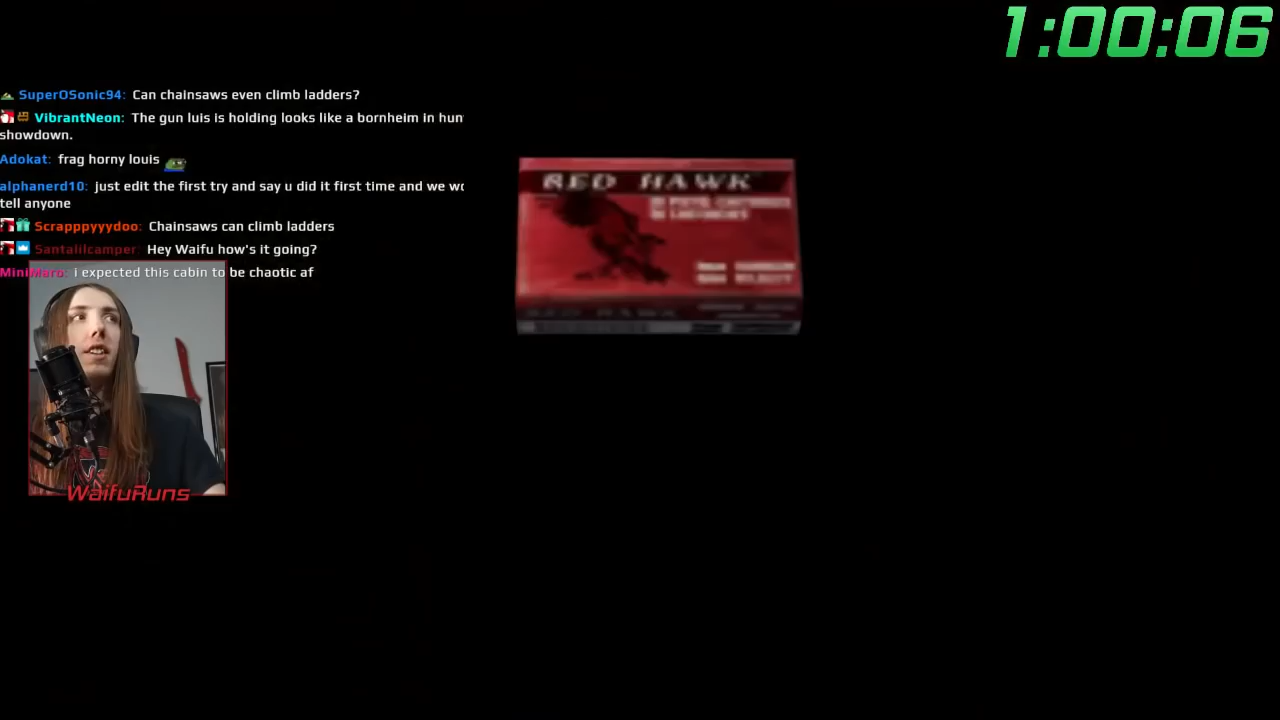 1:00:06
SuperOSonic94: Can chainsaws even climb ladders?
VibrantNeon: The gun luis is holding looks like a bornheim in hun
showdown.
Adokat: frag horny louis
alphanerd10: just edit the first try and say u did it first time and we wo
tell anyone
Scrapppyyydoo: Chainsaws can climb ladders
Santalilcamper: Hey Waifu how's it going?
MiniMaro: i expected this cabin to be chaotic af
RED HAWK
RED HAWK
WaifuRuns